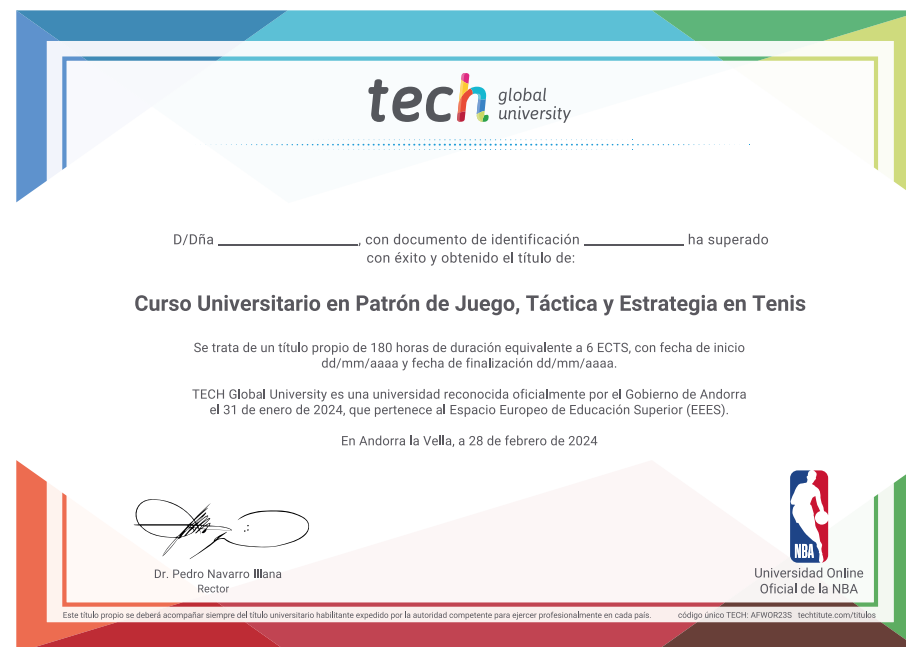 tech global university
D/Dña __________________, con documento de identificación _____________ ha superado
con éxito y obtenido el título de:
Curso Universitario en Patrón de Juego, Táctica y Estrategia en Tenis
Se trata de un título propio de 180 horas de duración equivalente a 6 ECTS, con fecha de inicio
dd/mm/aaaa y fecha de finalización dd/mm/aaaa.
TECH Global University es una universidad reconocida oficialmente por el Gobierno de Andorra
el 31 de enero de 2024, que pertenece al Espacio Europeo de Educación Superior (EEES).
En Andorra la Vella, a 28 de febrero de 2024
Dr. Pedro Navarro Illana
Rector
NBA
Universidad Online
Oficial de la NBA
Este título propio se deberá acompañar siempre del título universitario habilitante expedido por la autoridad competente para ejercer profesionalmente en cada país.
código único TECH: AFWOR23S techtitute.com/titulos